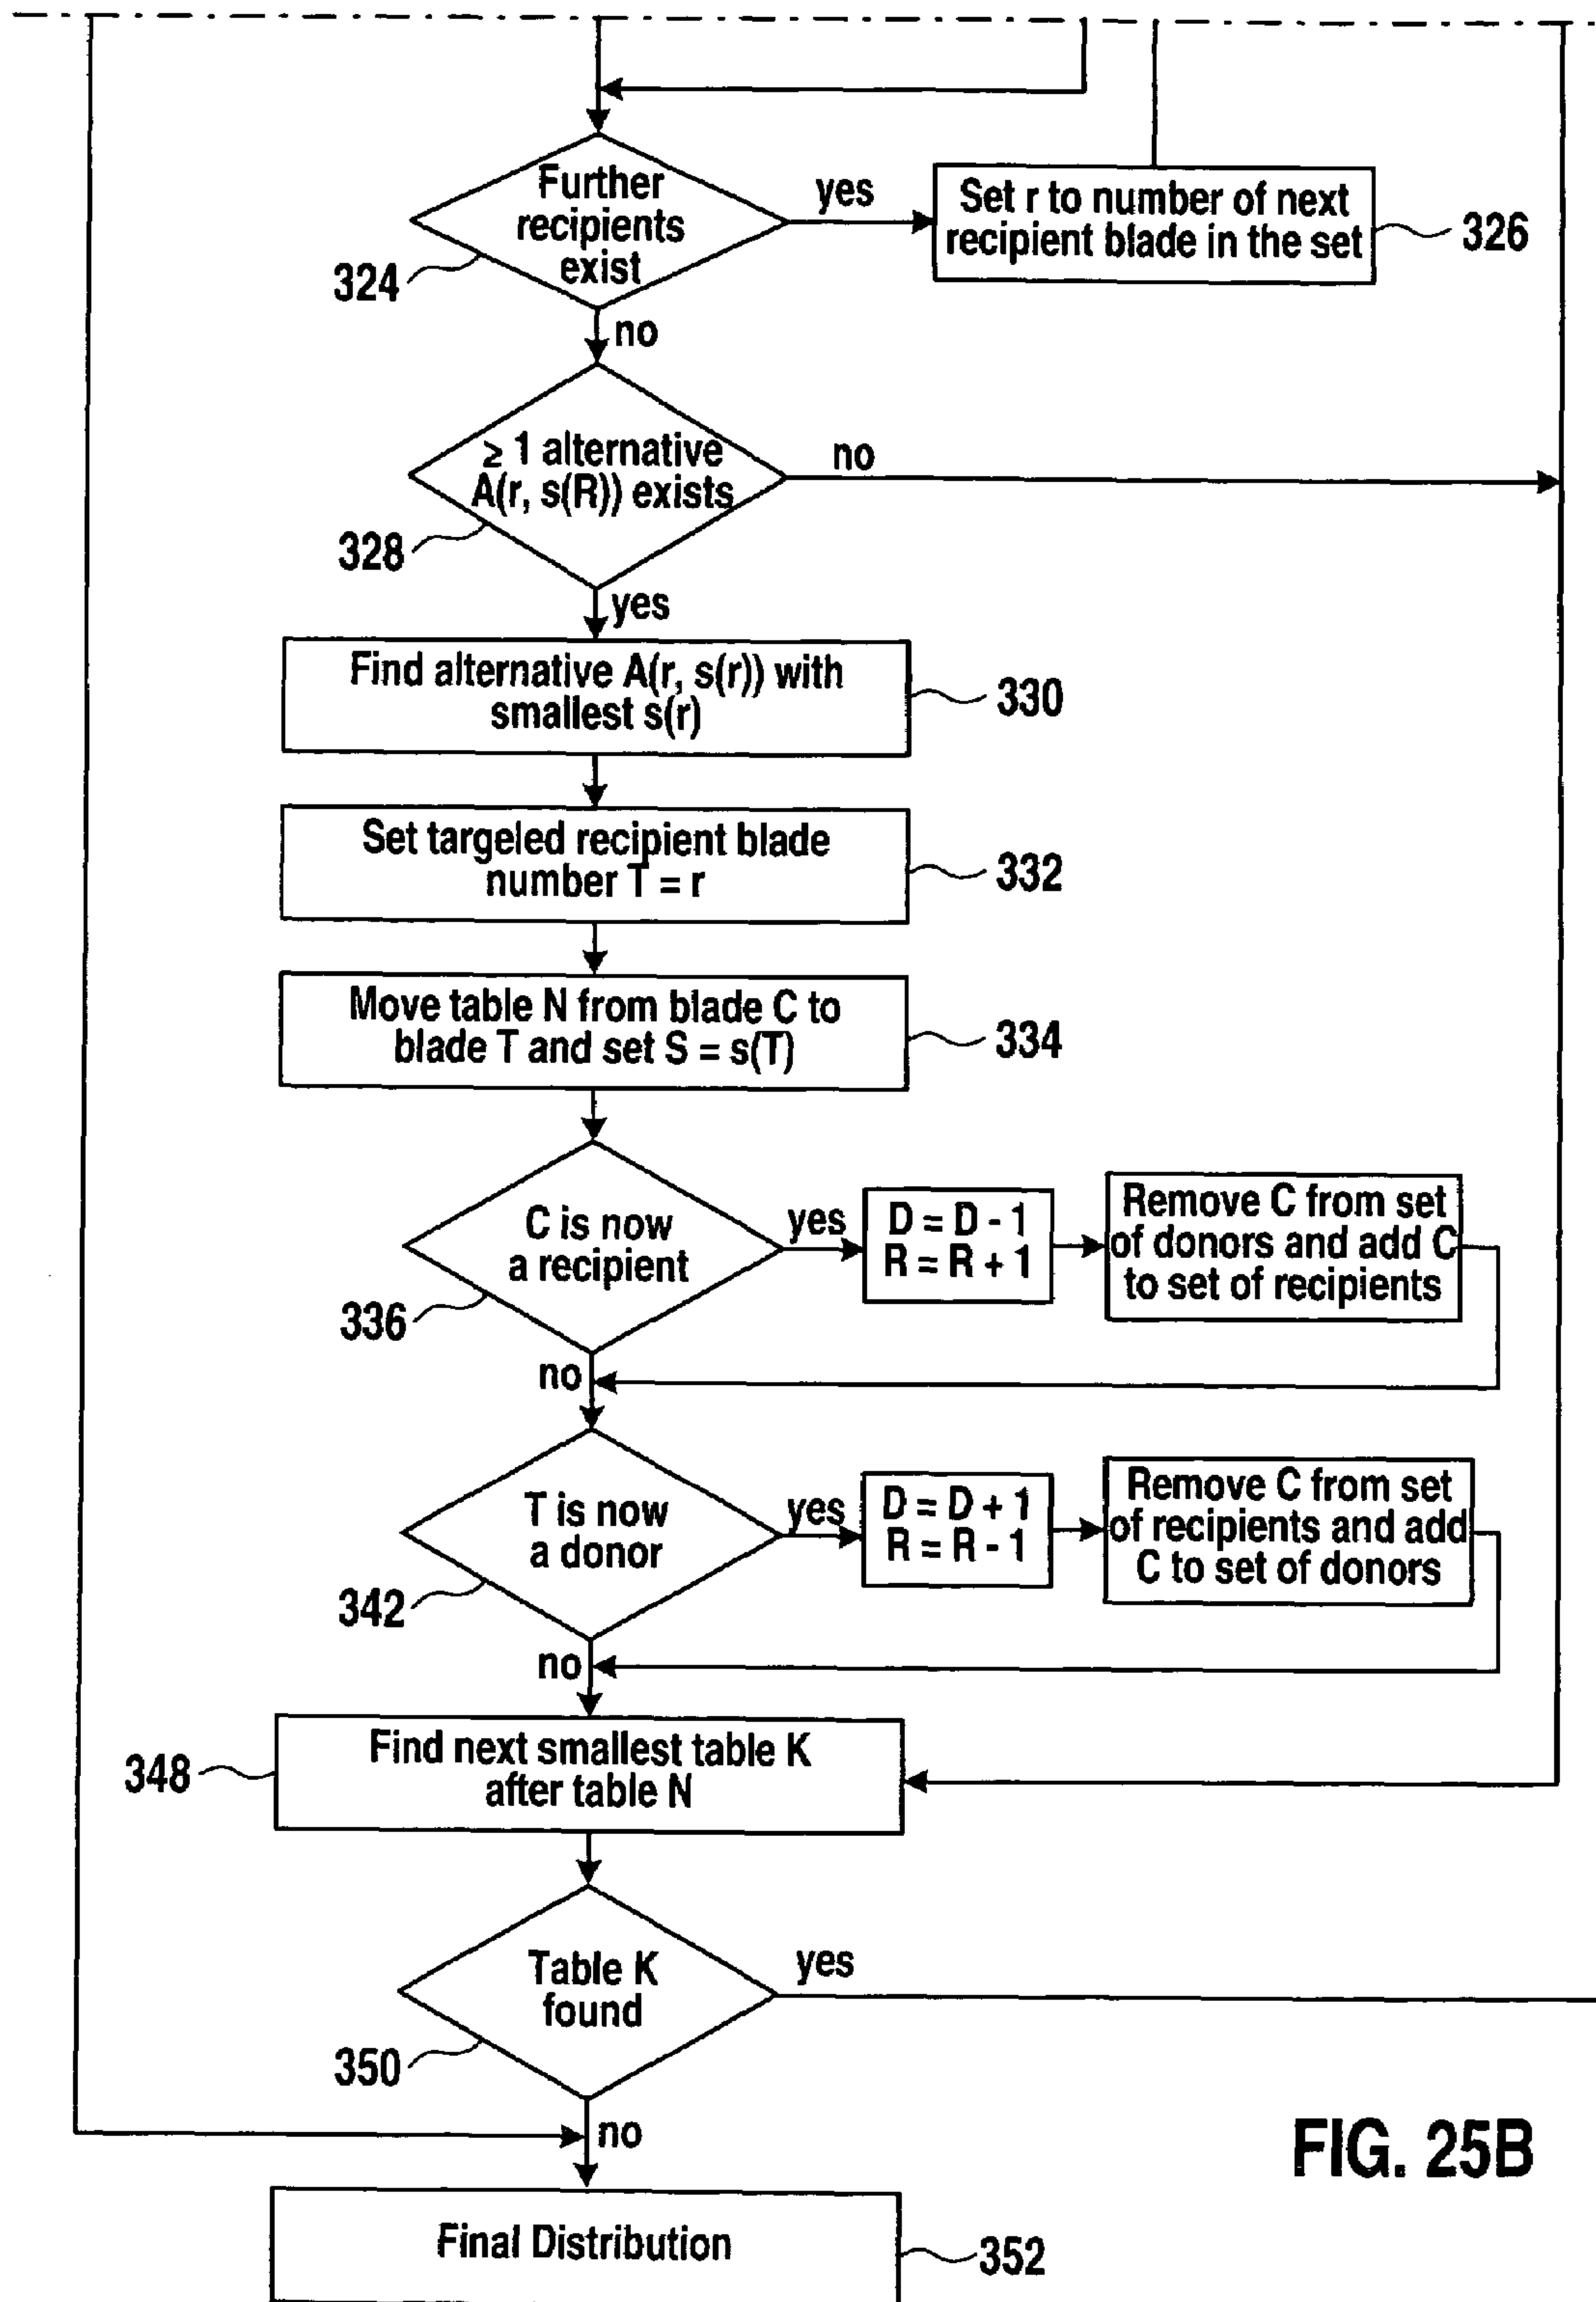 Further
recipients
exist
yes
Set r to number of next
recipient blade in the set
326
324
no
≥ 1 alternative
A(r, s(R)) exists
no
328
yes
Find alternative A(r, s(r)) with
smallest s(r)
330
Set targeled recipient blade
number T = r
332
Move table N from blade C to
blade T and set S = s(T)
334
C is now
a recipient
yes
D = D - 1
R = R + 1
Remove C from set
of donors and add C
to set of recipients
336
no
T is now
a donor
yes
D = D + 1
R = R - 1
Remove C from set
of recipients and add
C to set of donors
342
no
Find next smallest table K
after table N
348
Table K
found
yes
350
no
FIG. 25B
Final Distribution
352